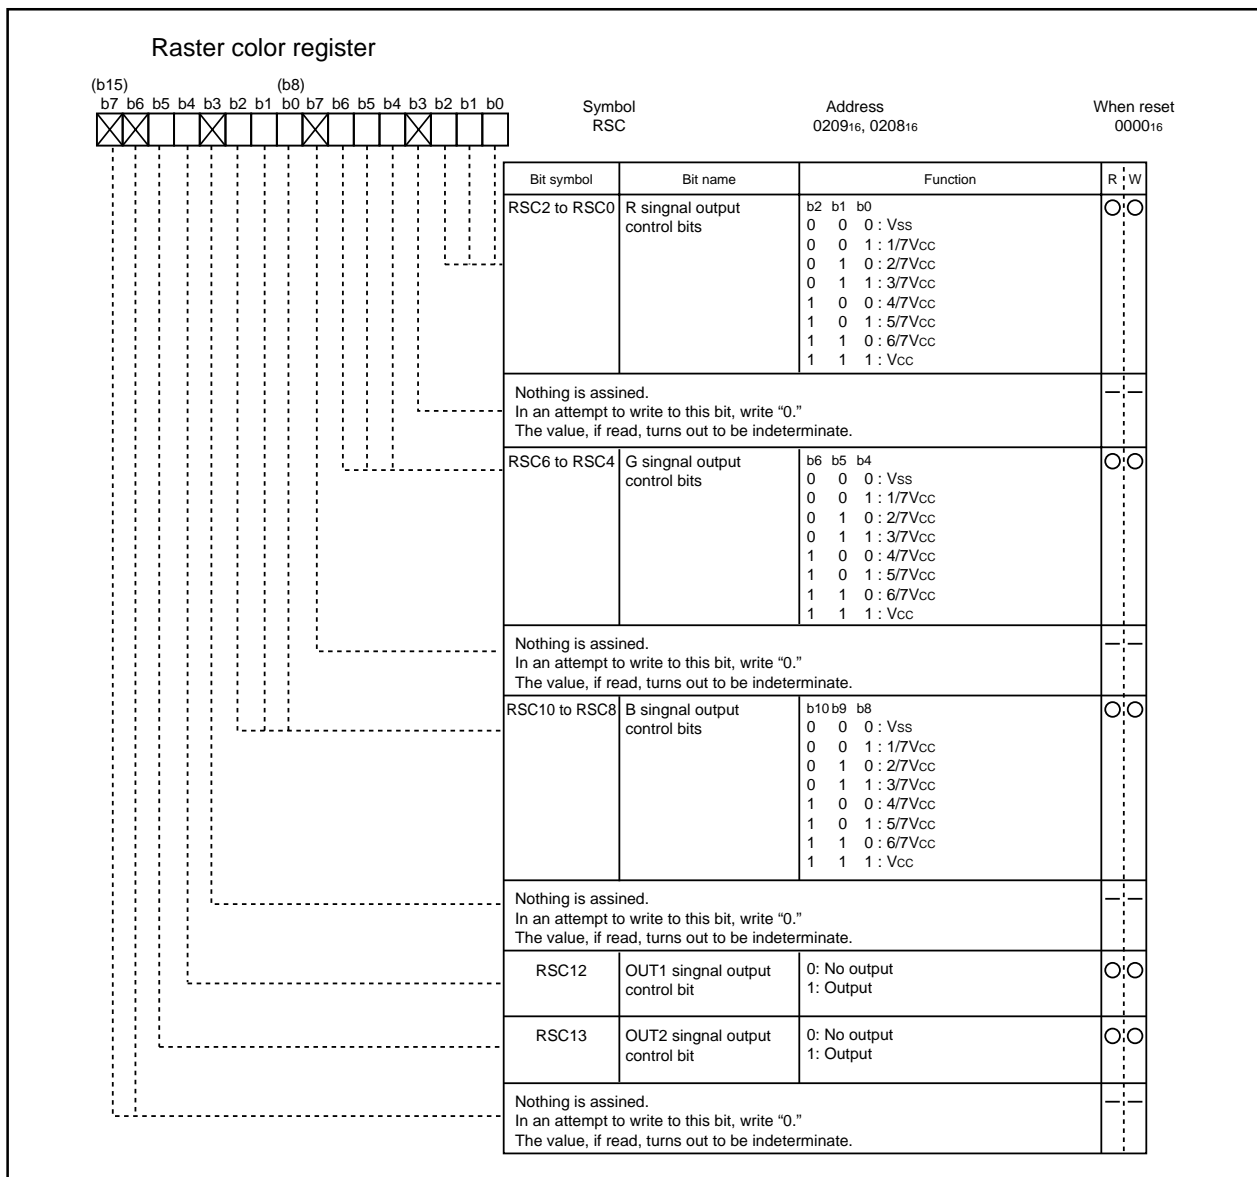 Raster color register
(b15) (b8)
b7 b6 b5 b4 b3 b2 b1 b0 b7 b6 b5 b4 b3 b2 b1 b0
Symbol Address When reset
RSC 020916, 020816 000016
Bit symbol Bit name Function R W
RSC2 to RSC0 R singnal output b2 b1 b0
control bits 0 0 0 : Vss
0 0 1 : 1/7Vcc
0 1 0 : 2/7Vcc
0 1 1 : 3/7Vcc
1 0 0 : 4/7Vcc
1 0 1 : 5/7Vcc
1 1 0 : 6/7Vcc
1 1 1 : Vcc
Nothing is assined.
In an attempt to write to this bit, write “0.”
The value, if read, turns out to be indeterminate.
RSC6 to RSC4 G singnal output b6 b5 b4
control bits 0 0 0 : Vss
0 0 1 : 1/7Vcc
0 1 0 : 2/7Vcc
0 1 1 : 3/7Vcc
1 0 0 : 4/7Vcc
1 0 1 : 5/7Vcc
1 1 0 : 6/7Vcc
1 1 1 : Vcc
Nothing is assined.
In an attempt to write to this bit, write “0.”
The value, if read, turns out to be indeterminate.
RSC10 to RSC8 B singnal output b10 b9 b8
control bits 0 0 0 : Vss
0 0 1 : 1/7Vcc
0 1 0 : 2/7Vcc
0 1 1 : 3/7Vcc
1 0 0 : 4/7Vcc
1 0 1 : 5/7Vcc
1 1 0 : 6/7Vcc
1 1 1 : Vcc
Nothing is assined.
In an attempt to write to this bit, write “0.”
The value, if read, turns out to be indeterminate.
RSC12 OUT1 singnal output 0: No output
control bit 1: Output
RSC13 OUT2 singnal output 0: No output
control bit 1: Output
Nothing is assined.
In an attempt to write to this bit, write “0.”
The value, if read, turns out to be indeterminate.